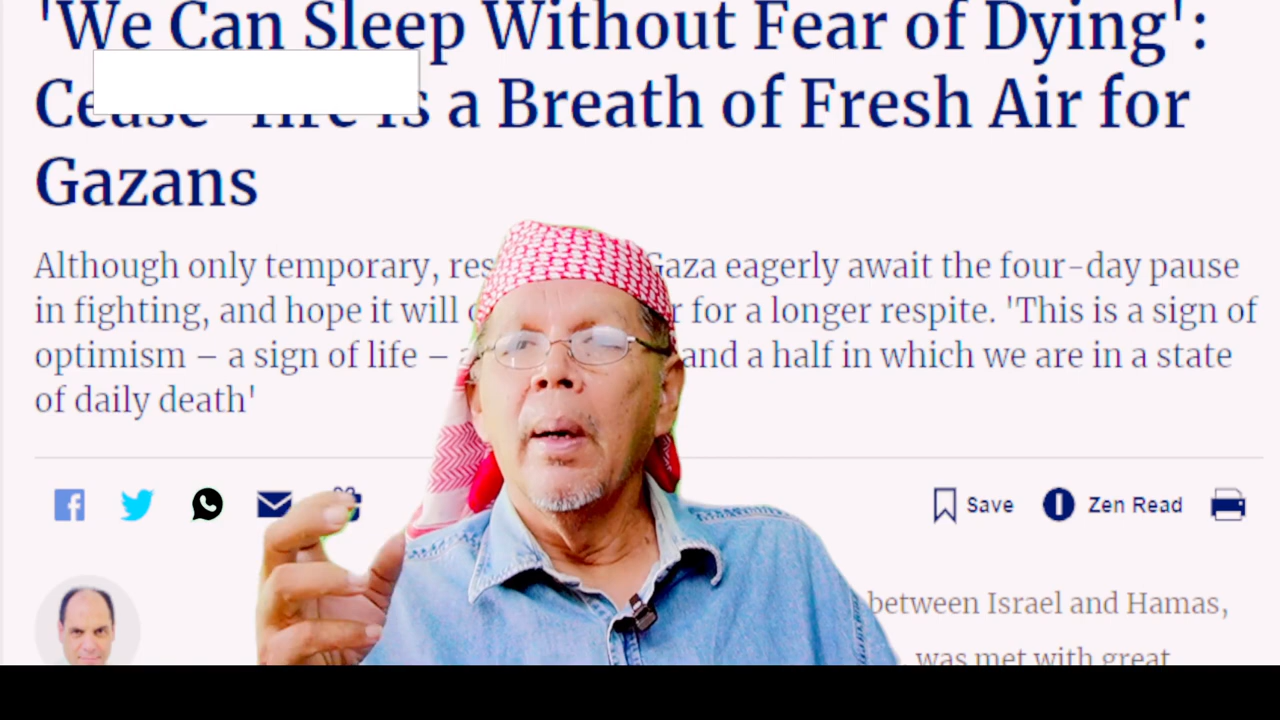 'We Can Sleep Without Fear of Dying':
is a Breath of Fresh Air for
Gazans
Although only temporary, Gaza eagerly await the four-day pause
in fighting, and hope it will for a longer respite. 'This is a sign of
optimism – a sign of life – and a half in which we are in a state
of daily death'
Save Zen Read
between Israel and Hamas,
was met with great